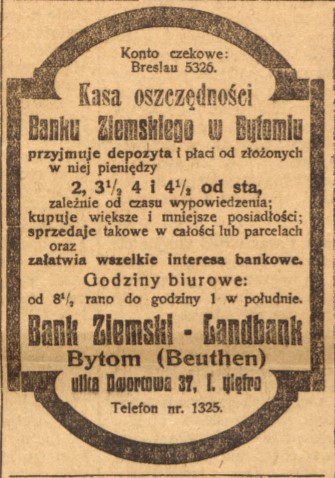 Konto czekowe:
Breslau 5326.
Kasa oszczędności
Banku Ziemskiego w Bytomiu
przyjmuje depozyta i płaci od złożonych
w niej pieniędzy
2, 3¹/₂ 4 i 4¹/₂ od sta,
zależnie od czasu wypowiedzenia;
kupuje większe i mniejsze posiadłości;
sprzedaje takowe w całości lub parcelach
oraz
załatwia wszelkie interesa bankowe.
Godziny biurowe:
od 8¹/₂ rano do godziny 1 w południe.
Bank Ziemski - Landbank
Bytom (Beuthen)
ulika Dworcowa 37, I. piętro
Telefon nr. 1325.